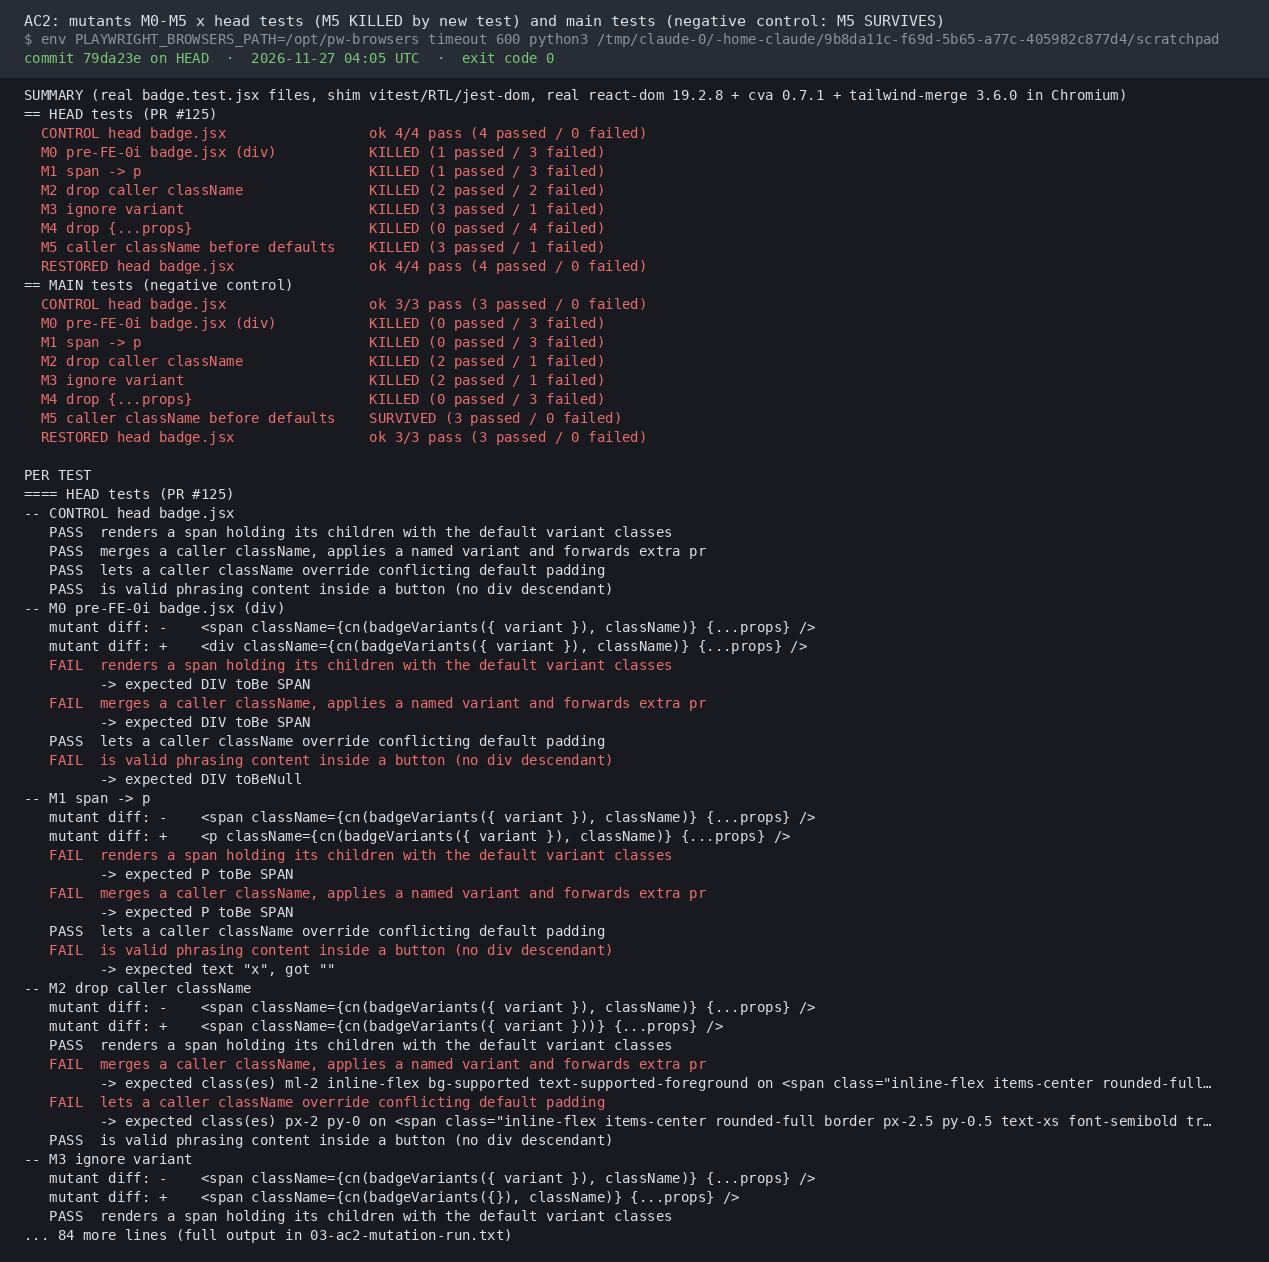 AC2: mutants M0-M5 x head tests (M5 KILLED by new test) and main tests (negative control: M5 SURVIVES)
$ env PLAYWRIGHT_BROWSERS_PATH=/opt/pw-browsers timeout 600 python3 /tmp/claude-0/-home-claude/9b8da11c-f69d-5b65-a77c-405982c877d4/scratchpad
commit 79da23e on HEAD · 2026-11-27 04:05 UTC · exit code 0
SUMMARY (real badge.test.jsx files, shim vitest/RTL/jest-dom, real react-dom 19.2.8 + cva 0.7.1 + tailwind-merge 3.6.0 in Chromium)
== HEAD tests (PR #125)
CONTROL head badge.jsx ok 4/4 pass (4 passed / 0 failed)
M0 pre-FE-0i badge.jsx (div) KILLED (1 passed / 3 failed)
M1 span -> p KILLED (1 passed / 3 failed)
M2 drop caller className KILLED (2 passed / 2 failed)
M3 ignore variant KILLED (3 passed / 1 failed)
M4 drop {...props} KILLED (0 passed / 4 failed)
M5 caller className before defaults KILLED (3 passed / 1 failed)
RESTORED head badge.jsx ok 4/4 pass (4 passed / 0 failed)
== MAIN tests (negative control)
CONTROL head badge.jsx ok 3/3 pass (3 passed / 0 failed)
M0 pre-FE-0i badge.jsx (div) KILLED (0 passed / 3 failed)
M1 span -> p KILLED (0 passed / 3 failed)
M2 drop caller className KILLED (2 passed / 1 failed)
M3 ignore variant KILLED (2 passed / 1 failed)
M4 drop {...props} KILLED (0 passed / 3 failed)
M5 caller className before defaults SURVIVED (3 passed / 0 failed)
RESTORED head badge.jsx ok 3/3 pass (3 passed / 0 failed)
PER TEST
==== HEAD tests (PR #125)
-- CONTROL head badge.jsx
PASS renders a span holding its children with the default variant classes
PASS merges a caller className, applies a named variant and forwards extra pr
PASS lets a caller className override conflicting default padding
PASS is valid phrasing content inside a button (no div descendant)
-- M0 pre-FE-0i badge.jsx (div)
mutant diff: - <span className={cn(badgeVariants({ variant }), className)} {...props} />
mutant diff: + <div className={cn(badgeVariants({ variant }), className)} {...props} />
FAIL renders a span holding its children with the default variant classes
-> expected DIV toBe SPAN
FAIL merges a caller className, applies a named variant and forwards extra pr
-> expected DIV toBe SPAN
PASS lets a caller className override conflicting default padding
FAIL is valid phrasing content inside a button (no div descendant)
-> expected DIV toBeNull
-- M1 span -> p
mutant diff: - <span className={cn(badgeVariants({ variant }), className)} {...props} />
mutant diff: + <p className={cn(badgeVariants({ variant }), className)} {...props} />
FAIL renders a span holding its children with the default variant classes
-> expected P toBe SPAN
FAIL merges a caller className, applies a named variant and forwards extra pr
-> expected P toBe SPAN
PASS lets a caller className override conflicting default padding
FAIL is valid phrasing content inside a button (no div descendant)
-> expected text "x", got ""
-- M2 drop caller className
mutant diff: - <span className={cn(badgeVariants({ variant }), className)} {...props} />
mutant diff: + <span className={cn(badgeVariants({ variant }))} {...props} />
PASS renders a span holding its children with the default variant classes
FAIL merges a caller className, applies a named variant and forwards extra pr
-> expected class(es) ml-2 inline-flex bg-supported text-supported-foreground on <span class="inline-flex items-center rounded-full…
FAIL lets a caller className override conflicting default padding
-> expected class(es) px-2 py-0 on <span class="inline-flex items-center rounded-full border px-2.5 py-0.5 text-xs font-semibold tr…
PASS is valid phrasing content inside a button (no div descendant)
-- M3 ignore variant
mutant diff: - <span className={cn(badgeVariants({ variant }), className)} {...props} />
mutant diff: + <span className={cn(badgeVariants({}), className)} {...props} />
PASS renders a span holding its children with the default variant classes
... 84 more lines (full output in 03-ac2-mutation-run.txt)